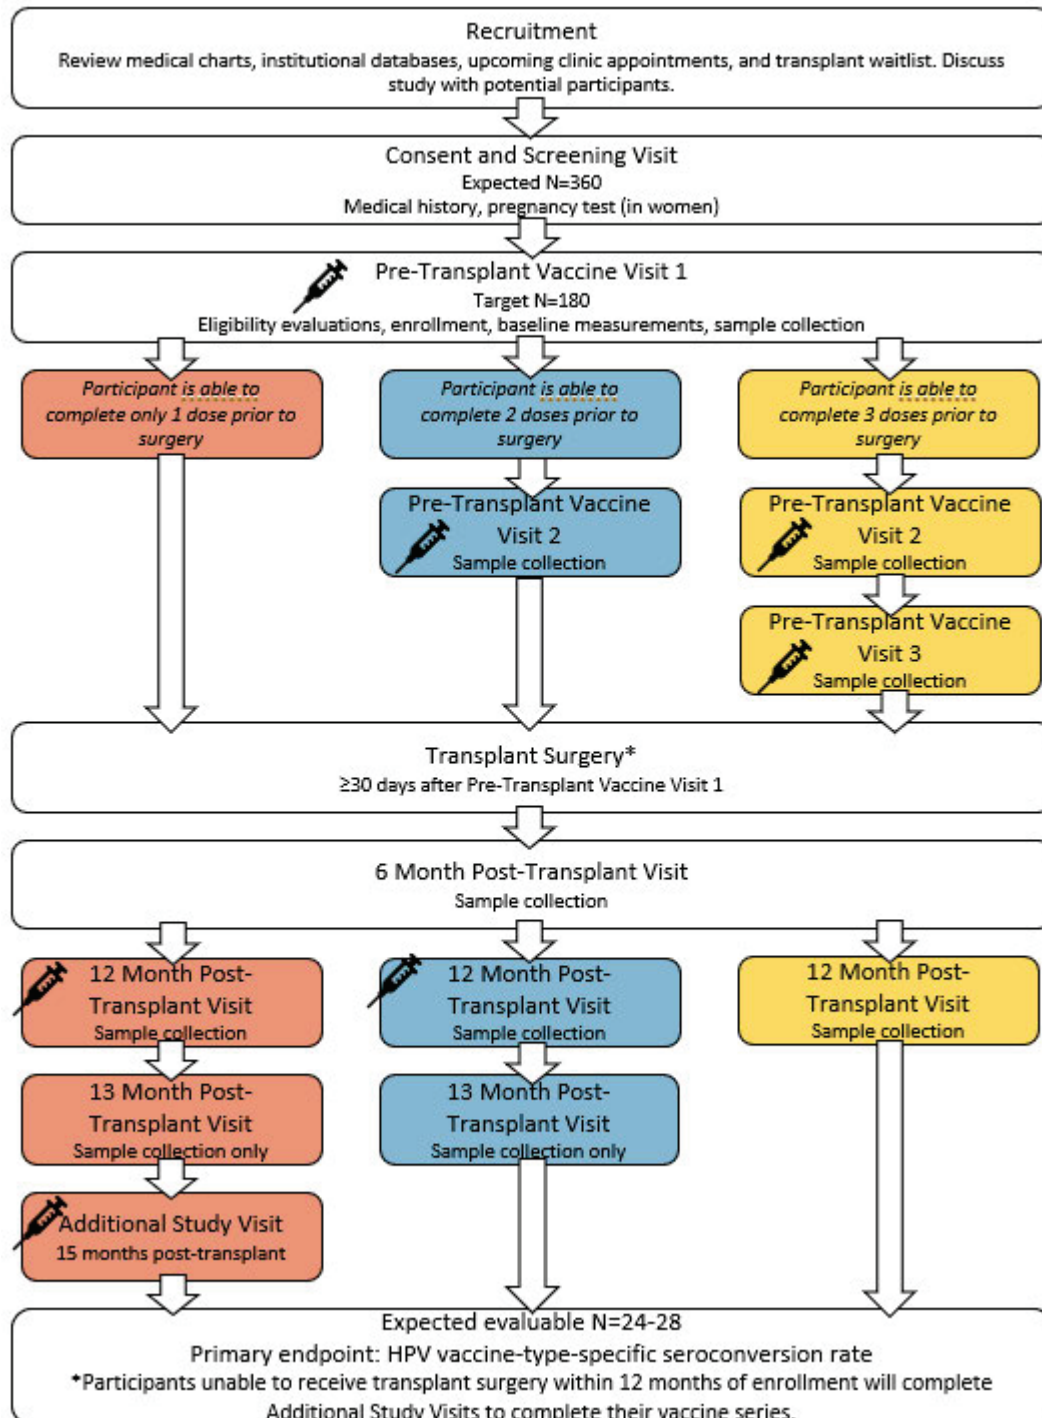 Recruitment
Review medical charts, institutional databases, upcoming clinic appointments, and transplant waitlist. Discuss
study with potential participants.
Consent and Screening Visit
Expected N=360
Medical history, pregnancy test (in women)
Pre-Transplant Vaccine Visit 1
Target N=180
Eligibility evaluations, enrollment, baseline measurements, sample collection
Participant is able to
complete only 1 dose prior to
surgery
Participant is able to
complete 2 doses prior to
surgery
Participant is able to
complete 3 doses prior to
surgery
Pre-Transplant Vaccine
Visit 2
Sample collection
Pre-Transplant Vaccine
Visit 2
Sample collection
Pre-Transplant Vaccine
Visit 3
Sample collection
Transplant Surgery*
≥30 days after Pre-Transplant Vaccine Visit 1
6 Month Post-Transplant Visit
Sample collection
12 Month Post-
Transplant Visit
Sample collection
12 Month Post-
Transplant Visit
Sample collection
12 Month Post-
Transplant Visit
Sample collection
13 Month Post-
Transplant Visit
Sample collection only
13 Month Post-
Transplant Visit
Sample collection only
Additional Study Visit
15 months post-transplant
Expected evaluable N=24-28
Primary endpoint: HPV vaccine-type-specific seroconversion rate
*Participants unable to receive transplant surgery within 12 months of enrollment will complete
Additional Study Visits to complete their vaccine series.